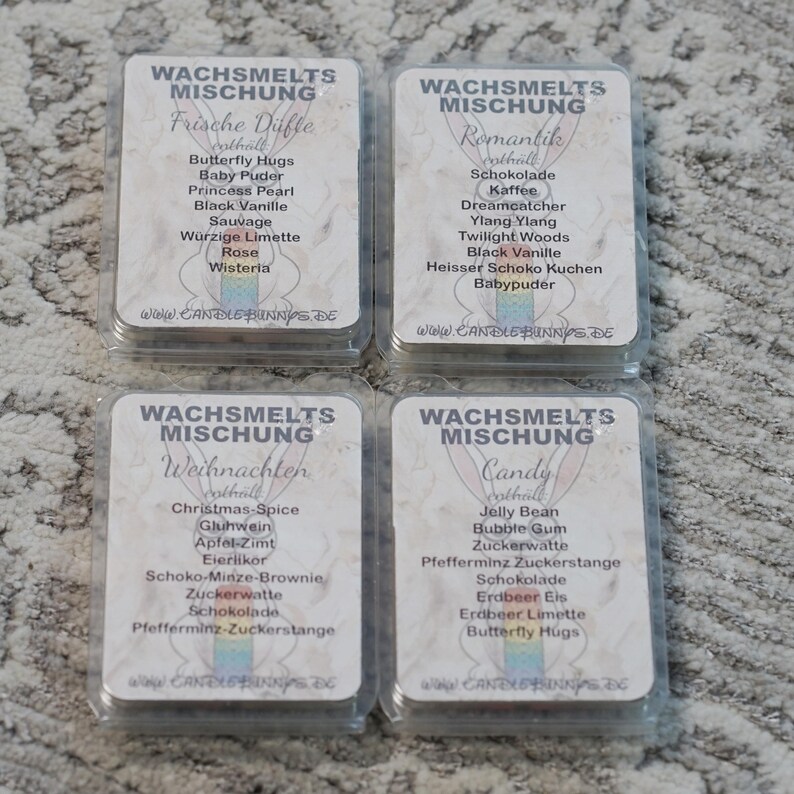 WACHSMELTS
MISCHUNG
Frische Düfte
enthält:
Butterfly Hugs
Baby Puder
Princess Pearl
Black Vanille
Sauvage
Würzige Limette
Rose
Wisteria
www.CandleBunnys.de
WACHSMELTS
MISCHUNG
Romantik
enthält:
Schokolade
Kaffee
Dreamcatcher
Ylang Ylang
Twilight Woods
Black Vanille
Heisser Schoko Kuchen
Babypuder
www.CandleBunnys.de
WACHSMELTS
MISCHUNG
Weihnachten
enthält:
Christmas-Spice
Glühwein
Apfel-Zimt
Eierlikör
Schoko-Minze-Brownie
Zuckerwatte
Schokolade
Pfefferminz-Zuckerstange
www.CandleBunnys.de
WACHSMELTS
MISCHUNG
Candy
enthält:
Jelly Bean
Bubble Gum
Zuckerwatte
Pfefferminz Zuckerstange
Schokolade
Erdbeer Eis
Erdbeer Limette
Butterfly Hugs
www.CandleBunnys.de